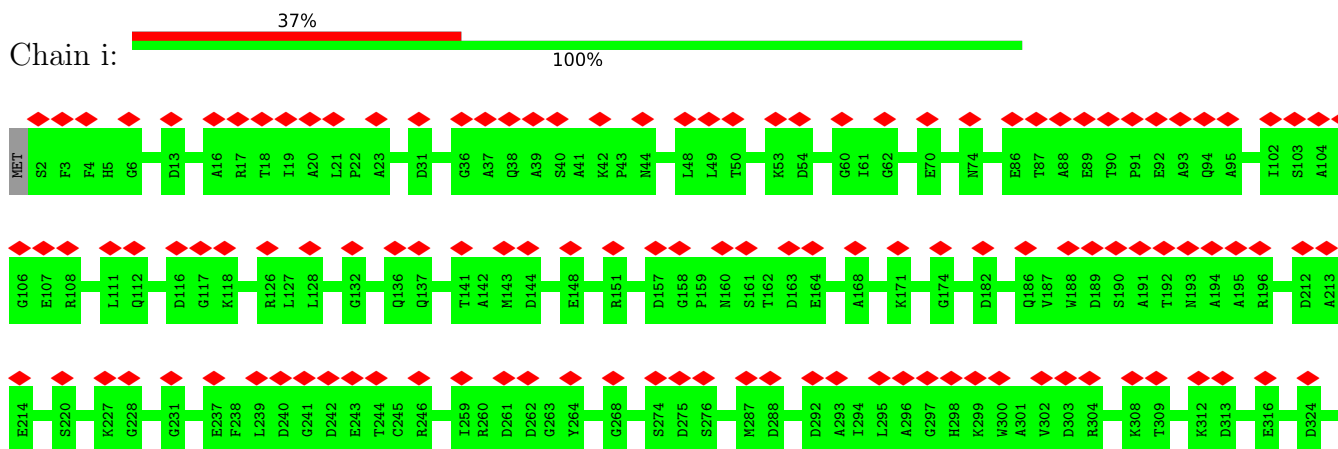 37%
Chain i:
100%
MET S2 F3 F4 H5 G6 D13 A16 R17 T18 I19 A20 L21 P22 A23 D31 G36 A37 Q38 A39 S40 A41 K42 P43 N44 L48 L49 T50 K53 D54 G60 I61 G62 E70 N74 E86 T87 A88 E89 T90 P91 E92 A93 Q94 A95 I102 S103 A104
G106 E107 R108 L111 Q112 D116 G117 K118 R126 L127 L128 G132 Q136 Q137 T141 A142 M143 D144 E148 R151 D157 G158 P159 N160 S161 T162 D163 E164 A168 K171 G174 D182 Q186 V187 W188 D189 S190 A191 T192 N193 A194 A195 R196 D212 A213
E214 S220 K227 G228 G231 E237 F238 L239 D240 G241 D242 E243 T244 C245 R246 I259 R260 D261 D262 G263 Y264 G268 S274 D275 S276 M287 D288 D292 A293 I294 L295 A296 G297 H298 K299 W300 A301 V302 D303 R304 K308 T309 K312 D313 E316 D324